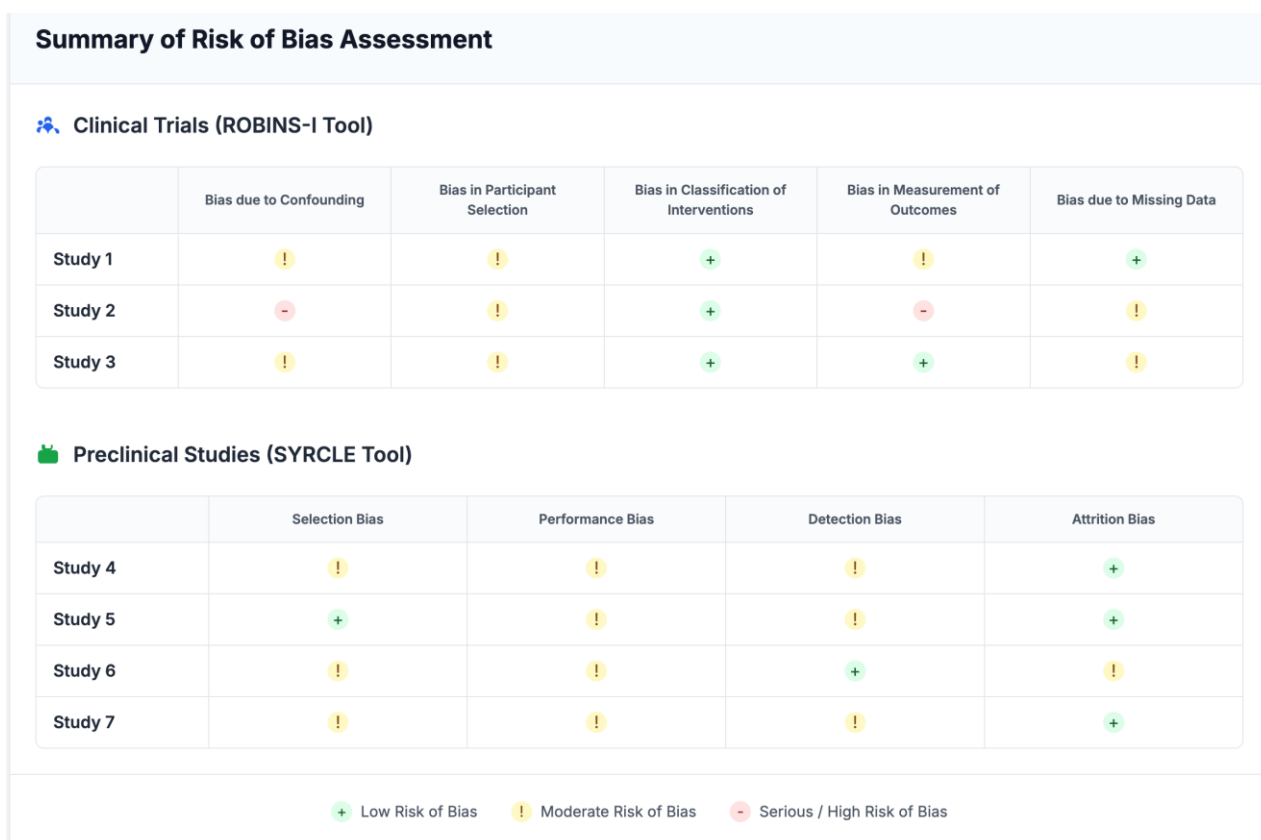 Summary of Risk of Bias Assessment
Clinical Trials (ROBINS-I Tool)
Bias due to Confounding
Bias in Participant
Selection
Bias in Classification of
Interventions
Bias in Measurement of
Outcomes
Bias due to Missing Data
Study 1 ! ! + ! +
Study 2 - ! + - !
Study 3 ! ! + + !
Preclinical Studies (SYRCLE Tool)
Selection Bias Performance Bias Detection Bias Attrition Bias
Study 4 ! ! ! +
Study 5 + ! ! +
Study 6 ! ! + !
Study 7 ! ! ! +
+ Low Risk of Bias ! Moderate Risk of Bias - Serious / High Risk of Bias